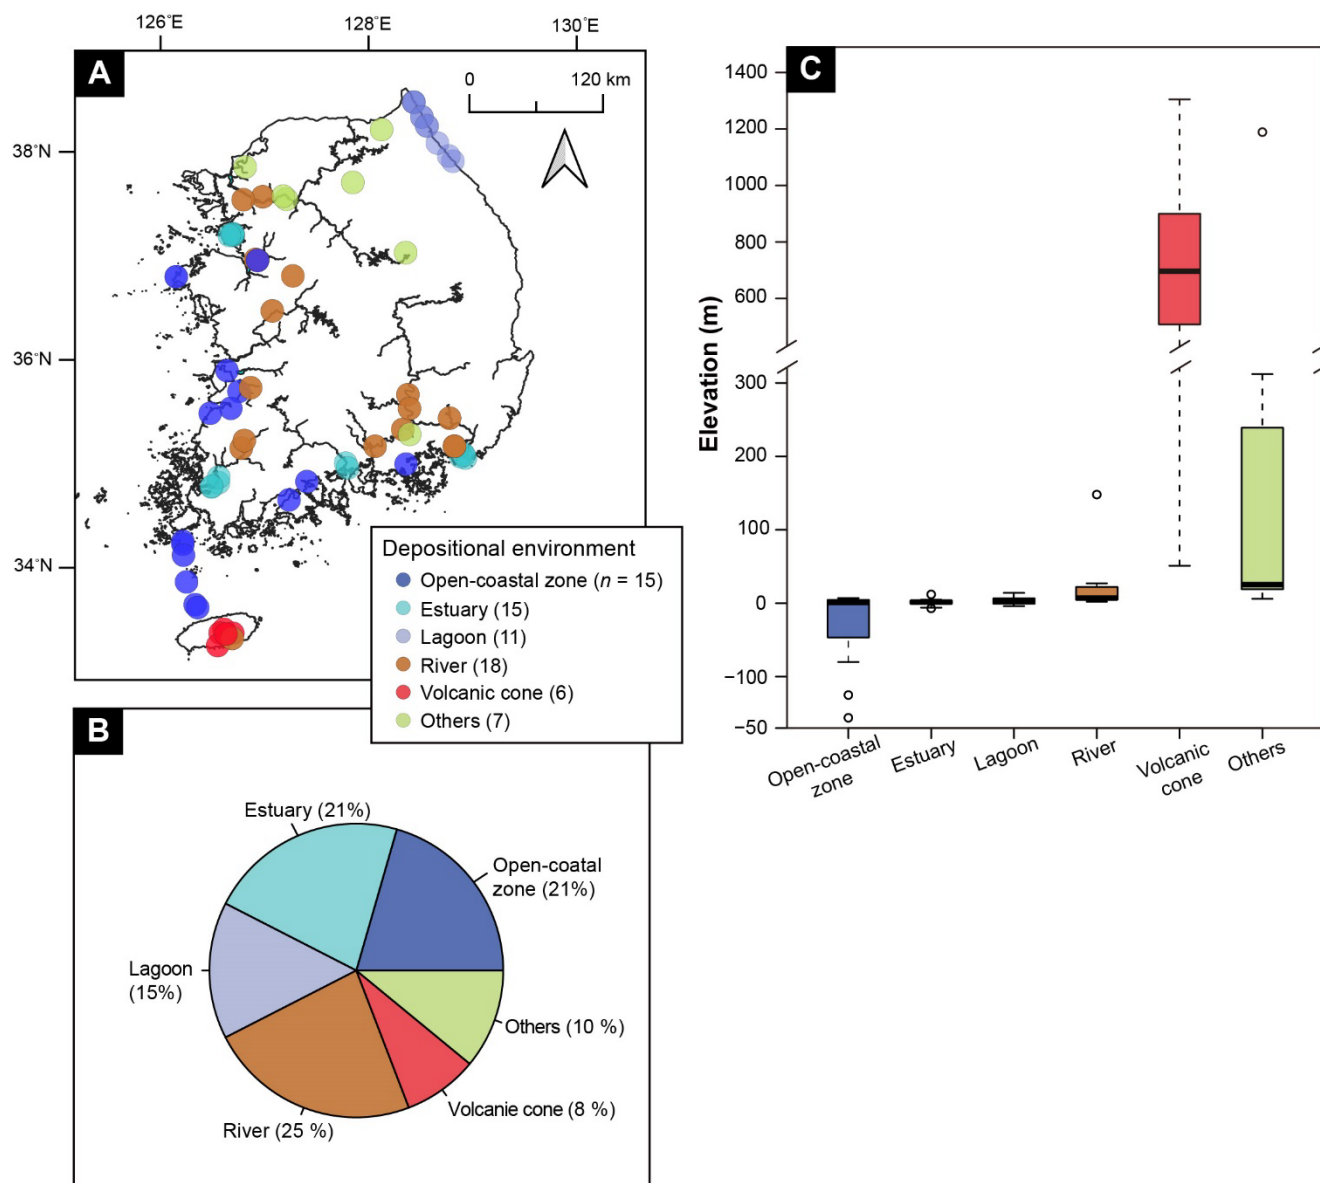 126°E 128°E 130°E
A
0 120 km
38°N
36°N
34°N
Depositional environment
Open-coastal zone (n = 15)
Estuary (15)
Lagoon (11)
River (18)
Volcanic cone (6)
Others (7)
B
Estuary (21%)
Open-coatal
zone (21%)
Lagoon
(15%)
Others (10 %)
Volcanie cone (8 %)
River (25 %)
C
Elevation (m)
1400
1200
1000
800
600
300
200
100
0
−100
−50
Open-coastal
zone
Estuary
Lagoon
River
Volcanic
cone
Others